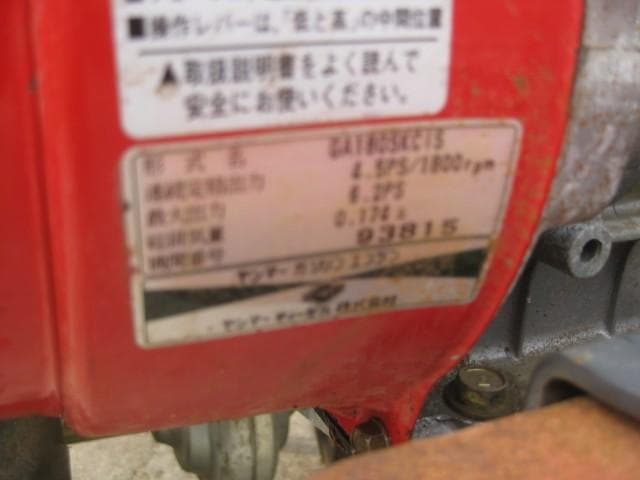 ■操作レバーは、「低と高」の中間位置
▲取扱説明書をよく読んで
安全にお使いください。
形式名 GA180SKC1S
連続定格出力 4.5PS/1800rpm
最大出力 6.2PS
総排気量 0.174ℓ
機関番号 93815
ヤンマーガソリンエンジン
ヤンマーディーゼル株式会社